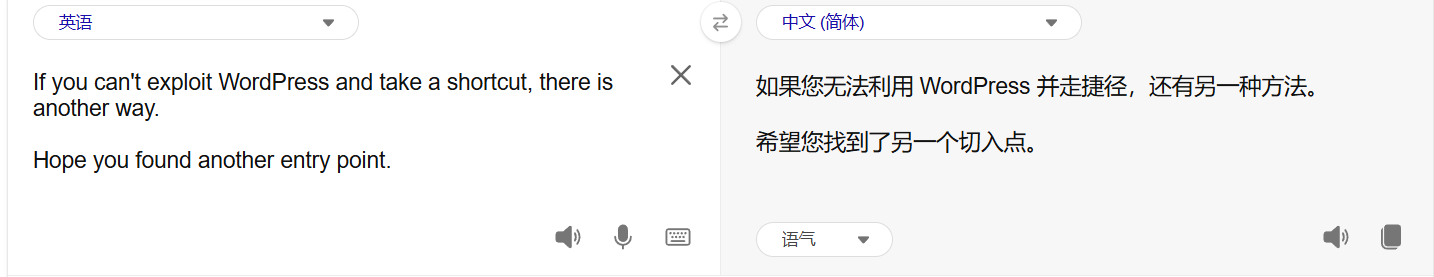 英语
中文 (简体)
If you can't exploit WordPress and take a shortcut, there is
another way.
Hope you found another entry point.
如果您无法利用 WordPress 并走捷径，还有另一种方法。
希望您找到了另一个切入点。
语气